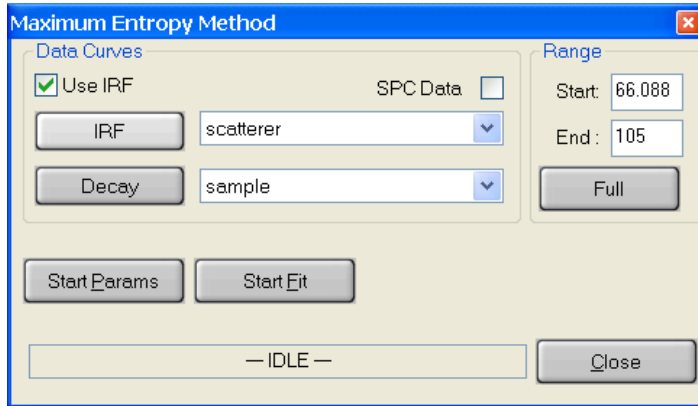 Maximum Entropy Method
Data Curves
Use IRF
SPC Data
IRF
scatterer
Decay
sample
Range
Start: 66.088
End : 105
Full
Start Params
Start Fit
— IDLE —
Close